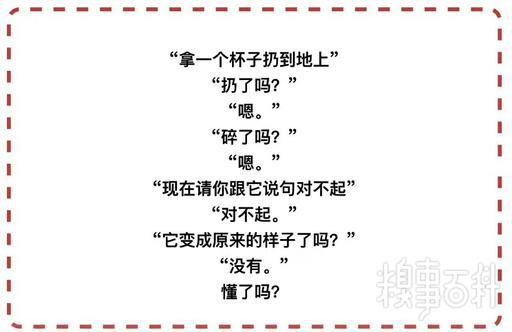 “拿一个杯子扔到地上”
“扔了吗？”
“嗯。”
“碎了吗？”
“嗯。”
“现在请你跟它说句对不起”
“对不起。”
“它变成原来的样子了吗？”
“没有。”
懂了吗？
糗事百科